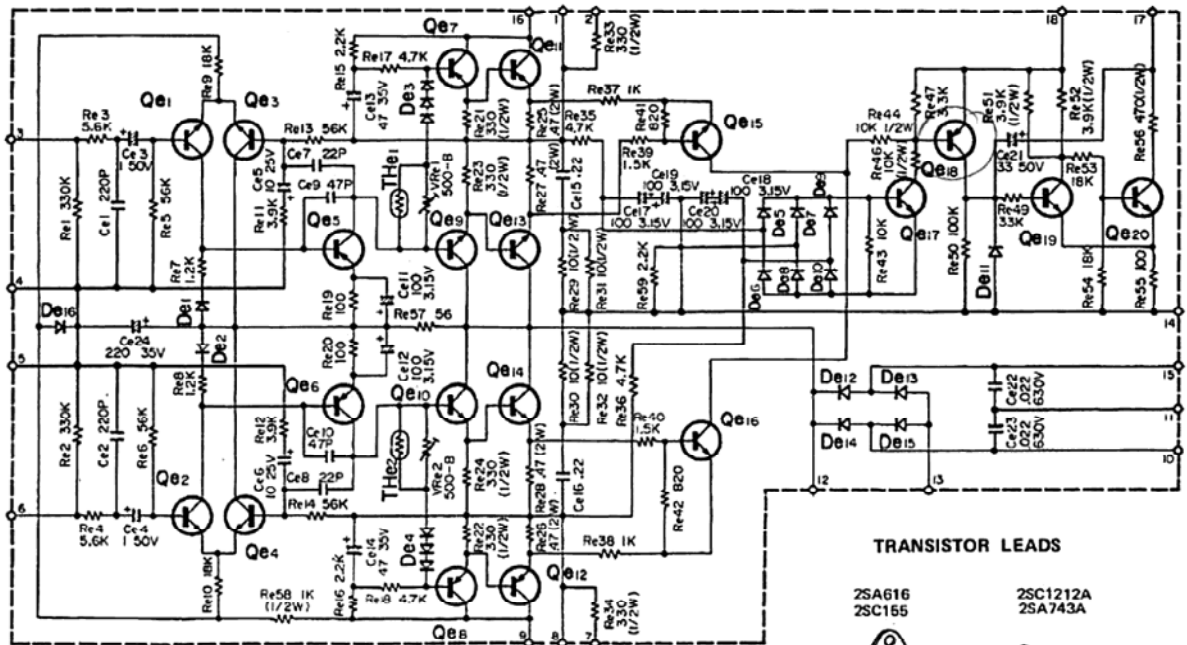 16
1
2
18
17
Qe7
Qe11
Re33
330
(1/2W)
Re9 18K
Re15 2.2K
Re17 4.7K
Qe1
Qe3
De3
Ce13
47 35V
Re37 1K
Re41
820
Qe15
Re44
10K 1/2W
Re47
3.3K
Re51
3.9K
(1/2W)
Re52
3.9K(1/2W)
Re56 470(1/2W)
3
Re3
5.6K
Re13 56K
Re21
330
(1/2W)
Re25
.47(2W)
Re35
4.7K
Re39
1.5K
Re46
10K
(1/2W)
Qe18
Ce21
33 50V
Re53
18K
Ce3
1 50V
Ce7 22P
Ce9 47P
THe1
VRe1
500-B
Re23
330
(1/2W)
Re27 .47
(2W)
Ce15 .22
Ce19
100 3.15V
Ce18
100 3.15V
Ce17
100 3.15V
Ce20
100 3.15V
De9
Re1 330K
Ce1 220P
Re5 56K
Ce5
10 25V
Re11
3.9K
Qe5
Qe9
Qe13
De5
De7
Qe17
Re49
33K
Qe19
Qe20
Re7
1.2K
Re43 10K
Re50 100K
Ce11
100
3.15V
Re29 10(1/2W)
Re31 10(1/2W)
Re59 2.2K
De6
De8
De10
De11
Re54 18K
Re55 100
4
De16
De1
Re19
100
Re57 56
14
Ce24
220 35V
De2
Re20
100
Ce12
100
3.15V
5
Re8
1.2K
Qe6
Qe10
Qe14
Re30 10(1/2W)
Re32 10(1/2W)
Re36 4.7K
De12
De13
Ce22
.022
630V
15
Re2 330K
Ce2 220P
Re6 56K
Re12
3.9K
Ce10
47P
Re40
1.5K
Qe16
De14
De15
Ce23
.022
630V
11
10
Ce6
10 25V
Ce8 22P
THe2
VRe2
500-B
Re24
330
(1/2W)
Re28 .47 (2W)
Ce16 .22
12
13
Qe2
Re14 56K
Re42 820
6
Re4
5.6K
Ce4
1 50V
Qe4
Ce14
47 35V
De4
Re22
330
(1/2W)
Re26
.47 (2W)
Re38 1K
Re10 18K
Re58 1K
(1/2W)
Re16 2.2K
Re18 4.7K
Qe12
Re34
330
(1/2W)
Qe8
9
8
7
TRANSISTOR LEADS
2SA616
2SC1212A
2SC155
2SA743A